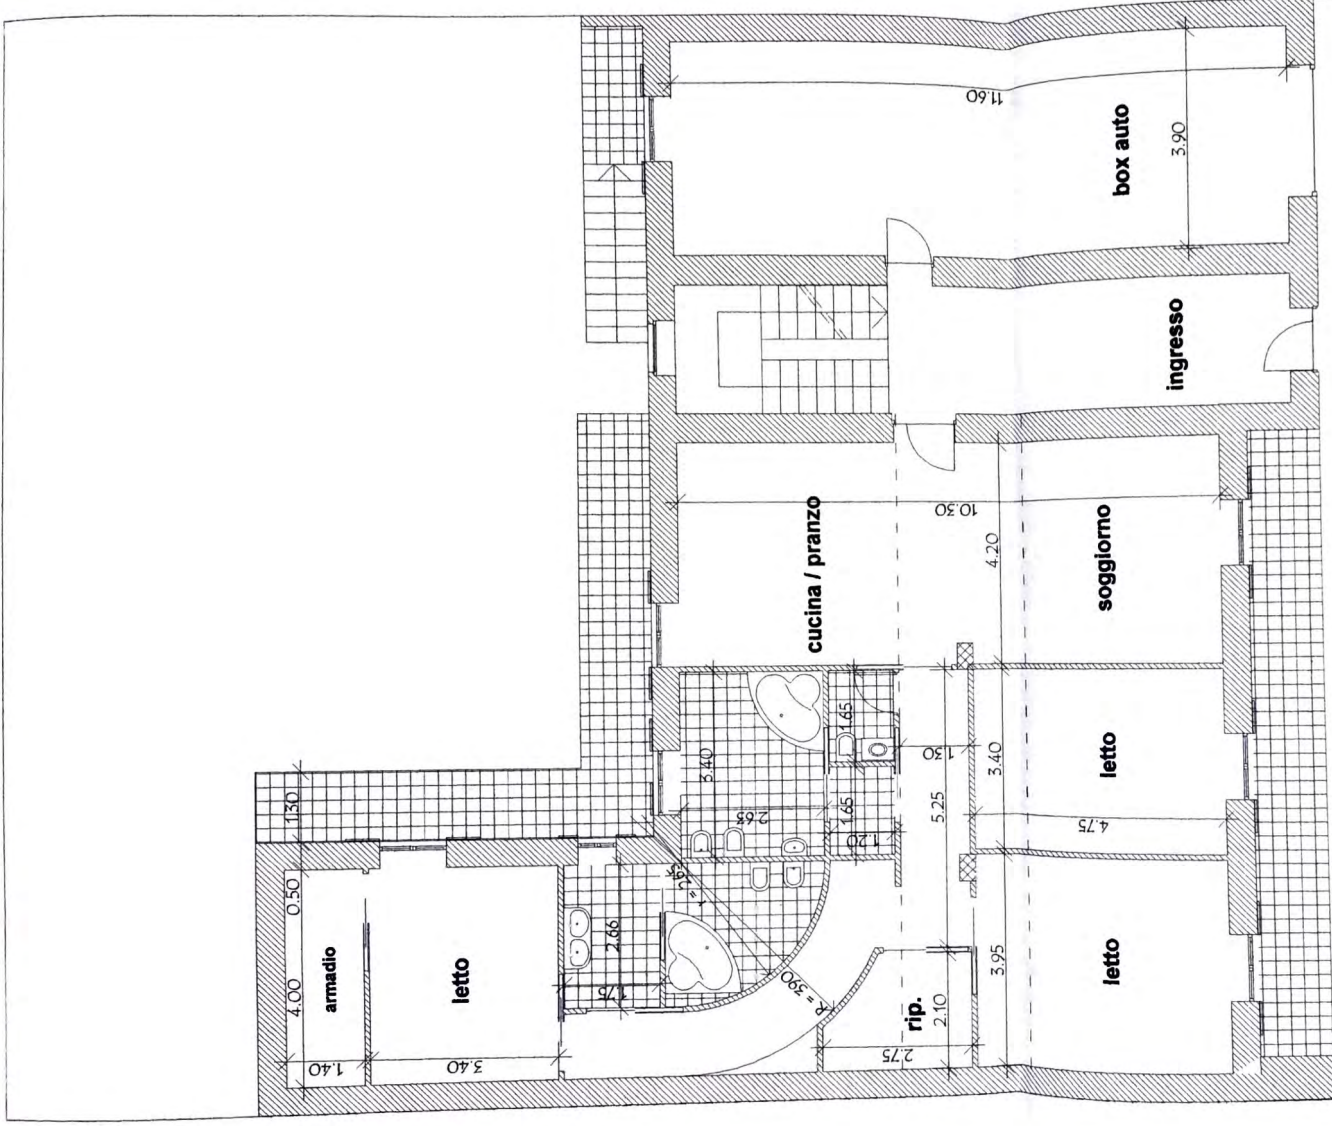 11.60
box auto
3.90
ingresso
cucina / pranzo
10.30
4.20
soggiorno
1.65
3.40
2.65
1.65
1.20
1.30
3.40
5.25
letto
4.75
1.30
0.50
4.00
armadio
1.40
letto
3.40
2.66
1.75
R = 390
rip.
2.10
2.75
3.95
letto